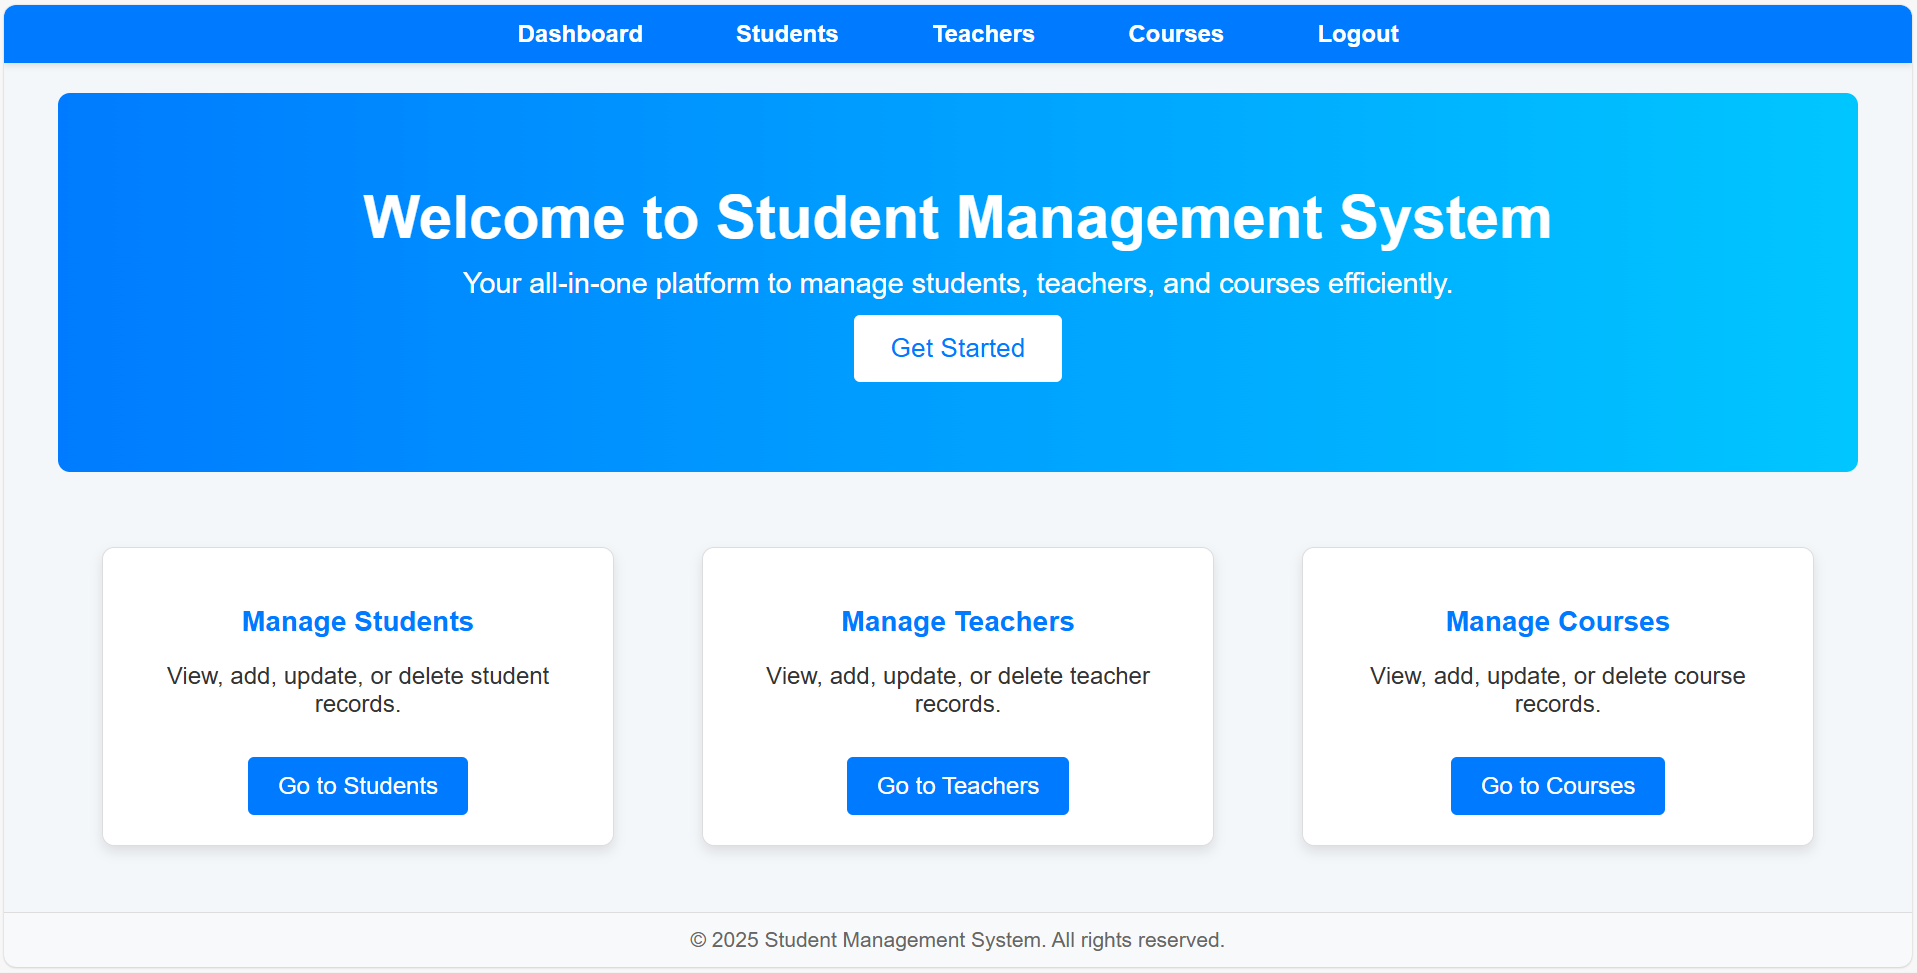 Dashboard Students Teachers Courses Logout
Welcome to Student Management System
Your all-in-one platform to manage students, teachers, and courses efficiently.
Get Started
Manage Students
View, add, update, or delete student
records.
Go to Students
Manage Teachers
View, add, update, or delete teacher
records.
Go to Teachers
Manage Courses
View, add, update, or delete course
records.
Go to Courses
© 2025 Student Management System. All rights reserved.